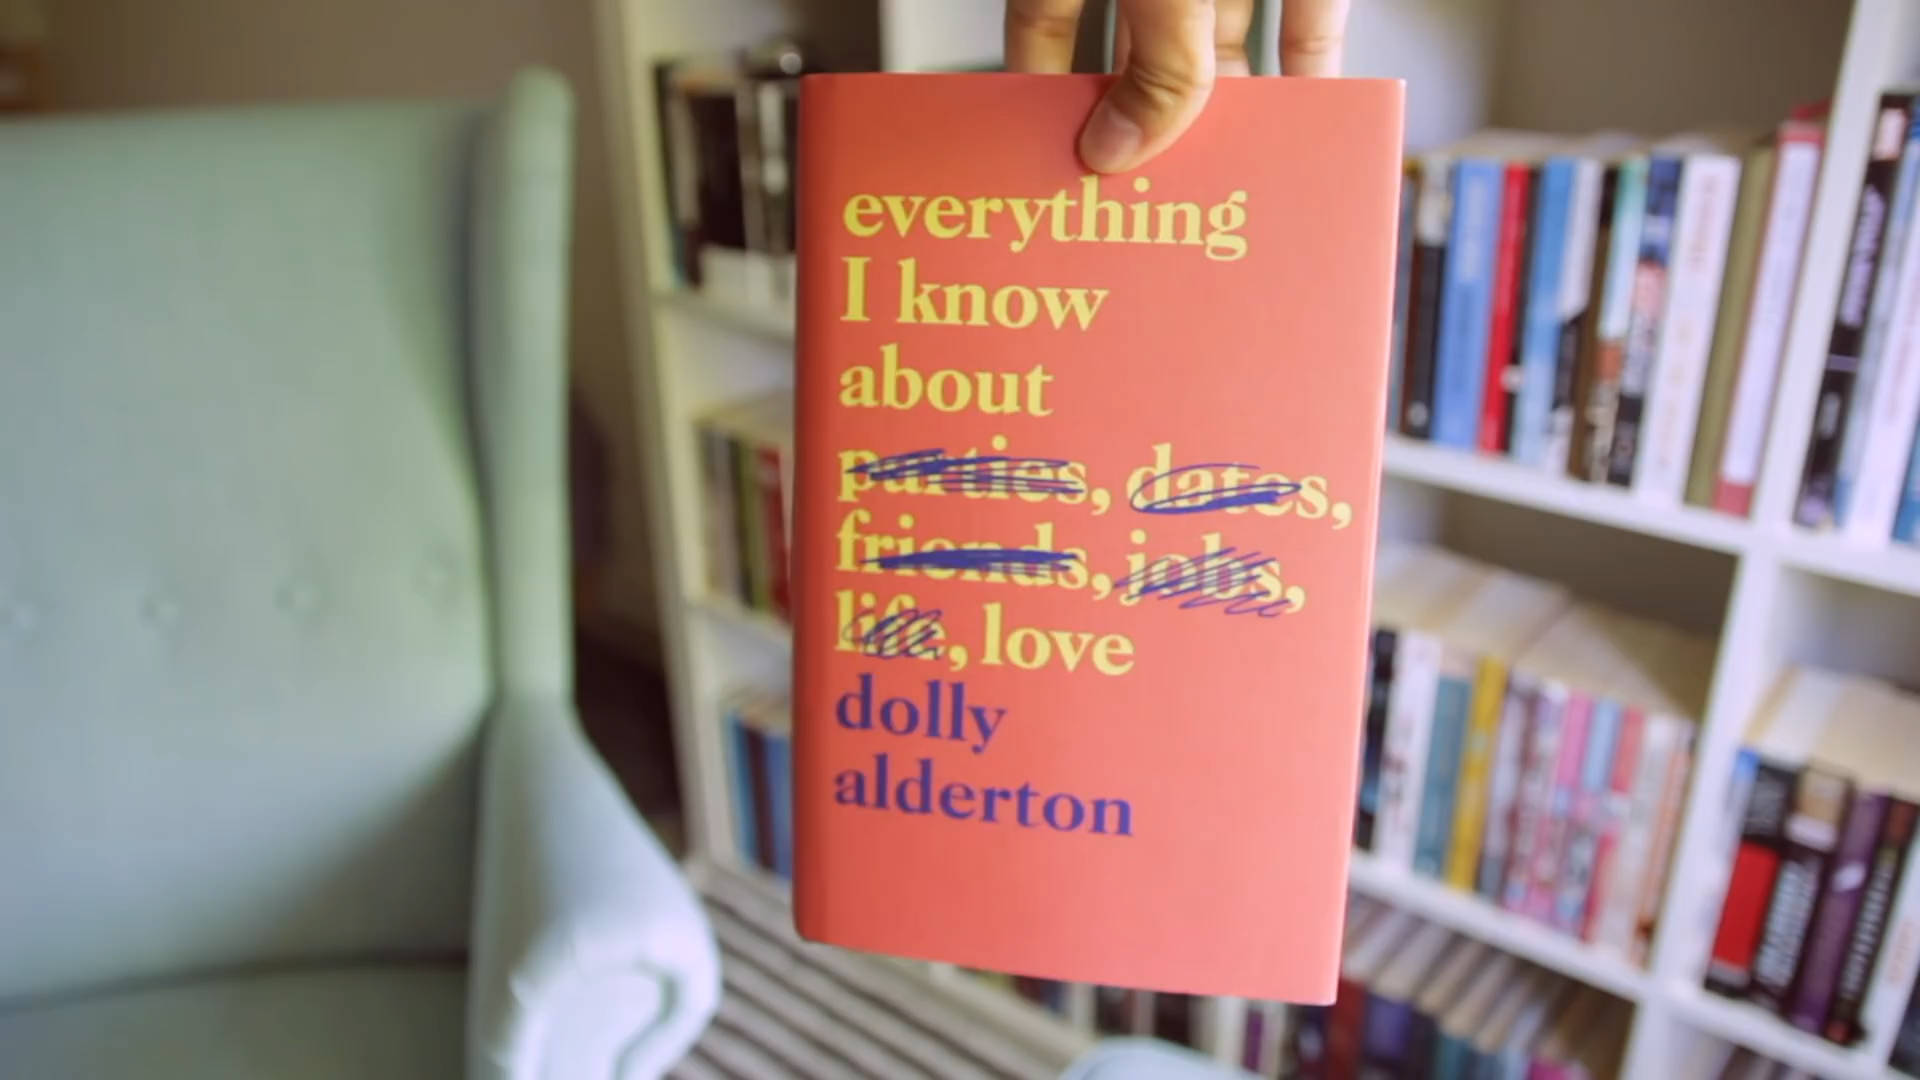 everything
I know
about
parties, dates,
friends, jobs,
life, love
dolly
alderton